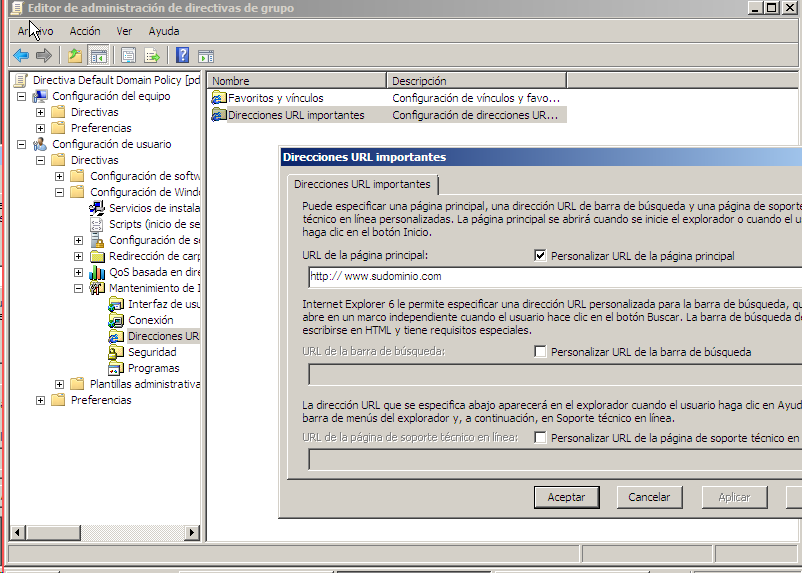 Editor de administración de directivas de grupo
Archivo Acción Ver Ayuda
Directiva Default Domain Policy [pd
Configuración del equipo
Directivas
Preferencias
Configuración de usuario
Directivas
Configuración de softw
Configuración de Windo
Servicios de instala
Scripts (inicio de se
Configuración de s
Redirección de carp
QoS basada en dire
Mantenimiento de I
Interfaz de usu
Conexión
Direcciones UR
Seguridad
Programas
Plantillas administrativa
Preferencias
Nombre Descripción
Favoritos y vínculos Configuración de vínculos y favo...
Direcciones URL importantes Configuración de direcciones UR...
Direcciones URL importantes
Direcciones URL importantes
Puede especificar una página principal, una dirección URL de barra de búsqueda y una página de soporte
técnico en línea personalizadas. La página principal se abrirá cuando se inicie el explorador o cuando el u
haga clic en el botón Inicio.
URL de la página principal: Personalizar URL de la página principal
http:// www.sudominio.com
Internet Explorer 6 le permite especificar una dirección URL personalizada para la barra de búsqueda, qu
abre en un marco independiente cuando el usuario hace clic en el botón Buscar. La barra de búsqueda de
escribirse en HTML y tiene requisitos especiales.
URL de la barra de búsqueda: Personalizar URL de la barra de búsqueda
La dirección URL que se especifica abajo aparecerá en el explorador cuando el usuario haga clic en Ayud
barra de menús del explorador y, a continuación, en Soporte técnico en línea.
URL de la página de soporte técnico en línea: Personalizar URL de la página de soporte técnico en
Aceptar Cancelar Aplicar